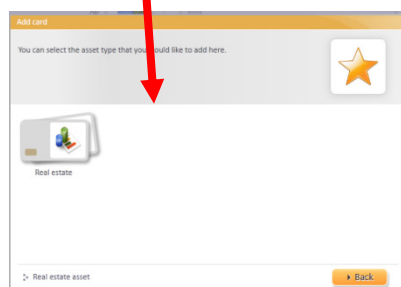 Add card
You can select the asset type that you would like to add here.
Real estate
Real estate asset
Back